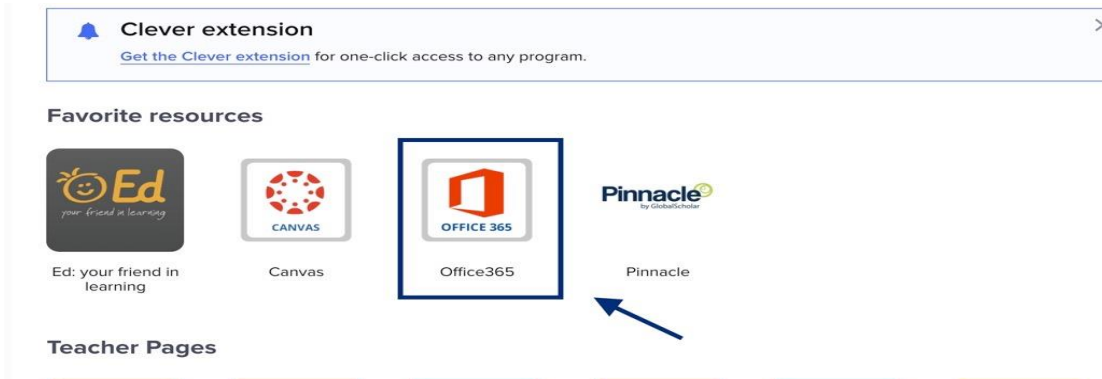 Clever extension
Get the Clever extension for one-click access to any program.
Favorite resources
Ed
your friend in learning
CANVAS
OFFICE 365
Pinnacle
by GlobalScholar
Ed: your friend in
learning
Canvas
Office365
Pinnacle
Teacher Pages